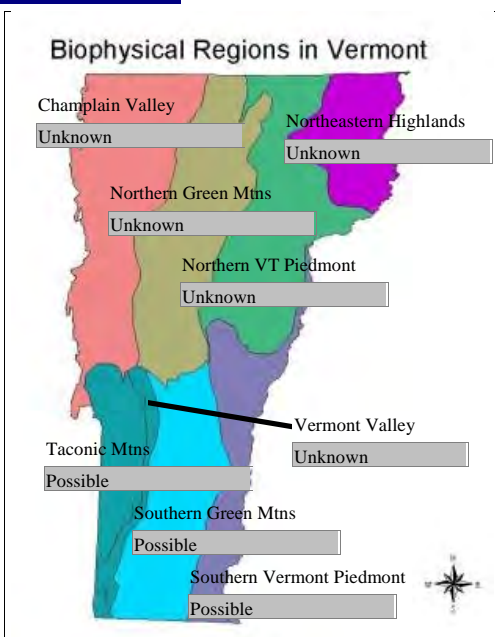 Biophysical Regions in Vermont
Champlain Valley
Unknown
Northeastern Highlands
Unknown
Northern Green Mtns
Unknown
Northern VT Piedmont
Unknown
Vermont Valley
Unknown
Taconic Mtns
Possible
Southern Green Mtns
Possible
Southern Vermont Piedmont
Possible